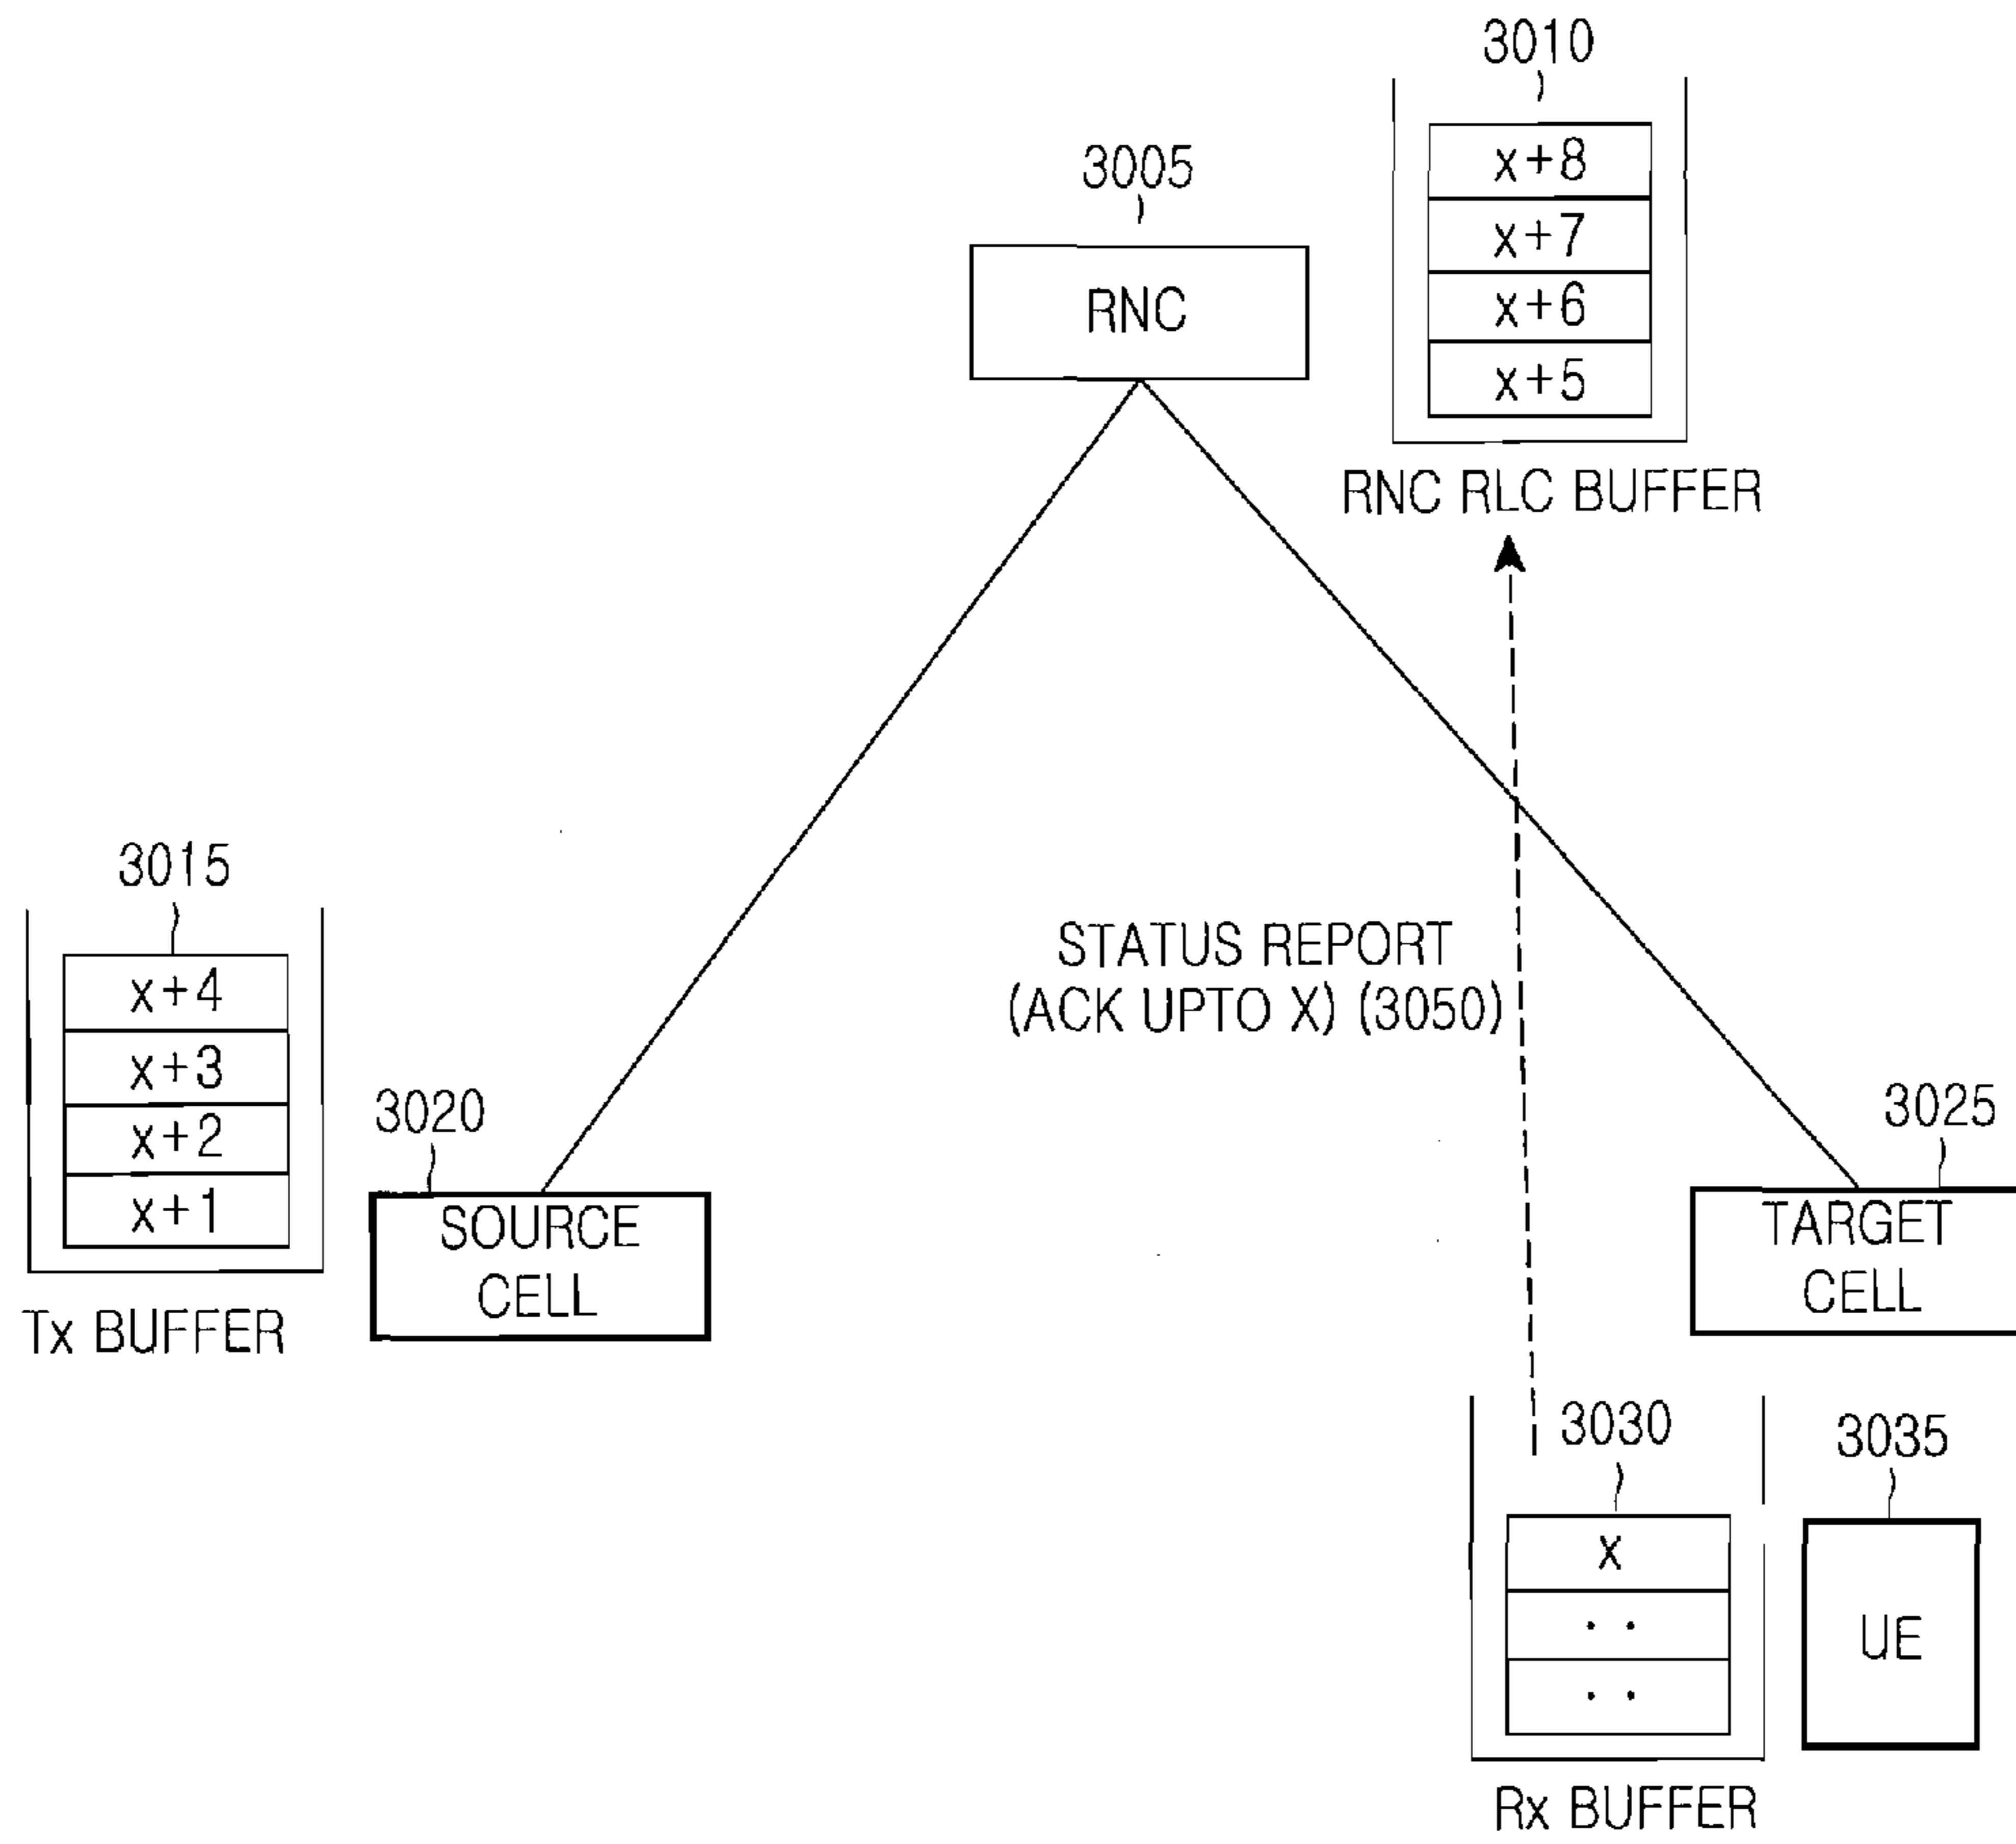 3010
x+8
x+7
x+6
x+5
RNC RLC BUFFER
3005
RNC
3015
x+4
x+3
x+2
x+1
Tx BUFFER
3020
SOURCE
CELL
STATUS REPORT
(ACK UPTO X) (3050)
3025
TARGET
CELL
3030
x
. .
. .
Rx BUFFER
3035
UE